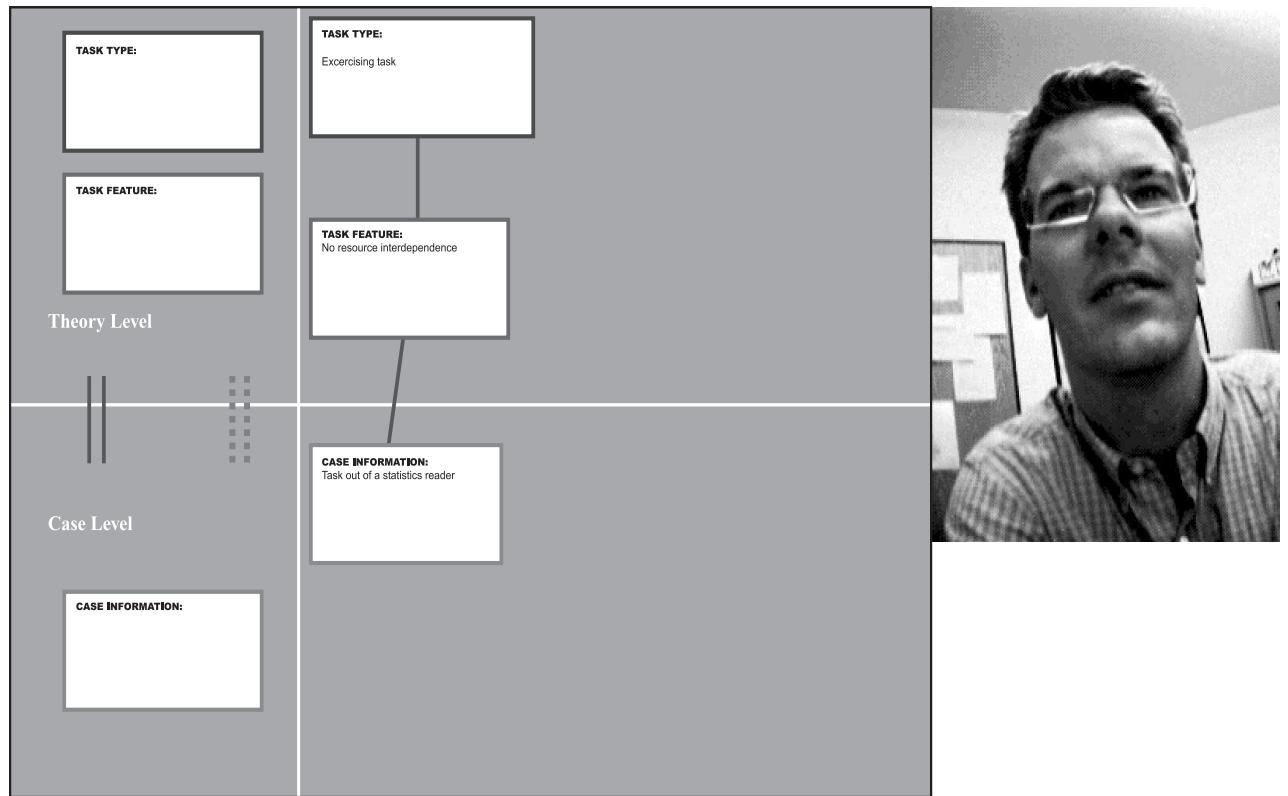 TASK TYPE:
TASK FEATURE:
Theory Level
Case Level
CASE INFORMATION:
TASK TYPE:
Excercising task
TASK FEATURE:
No resource interdependence
CASE INFORMATION:
Task out of a statistics reader